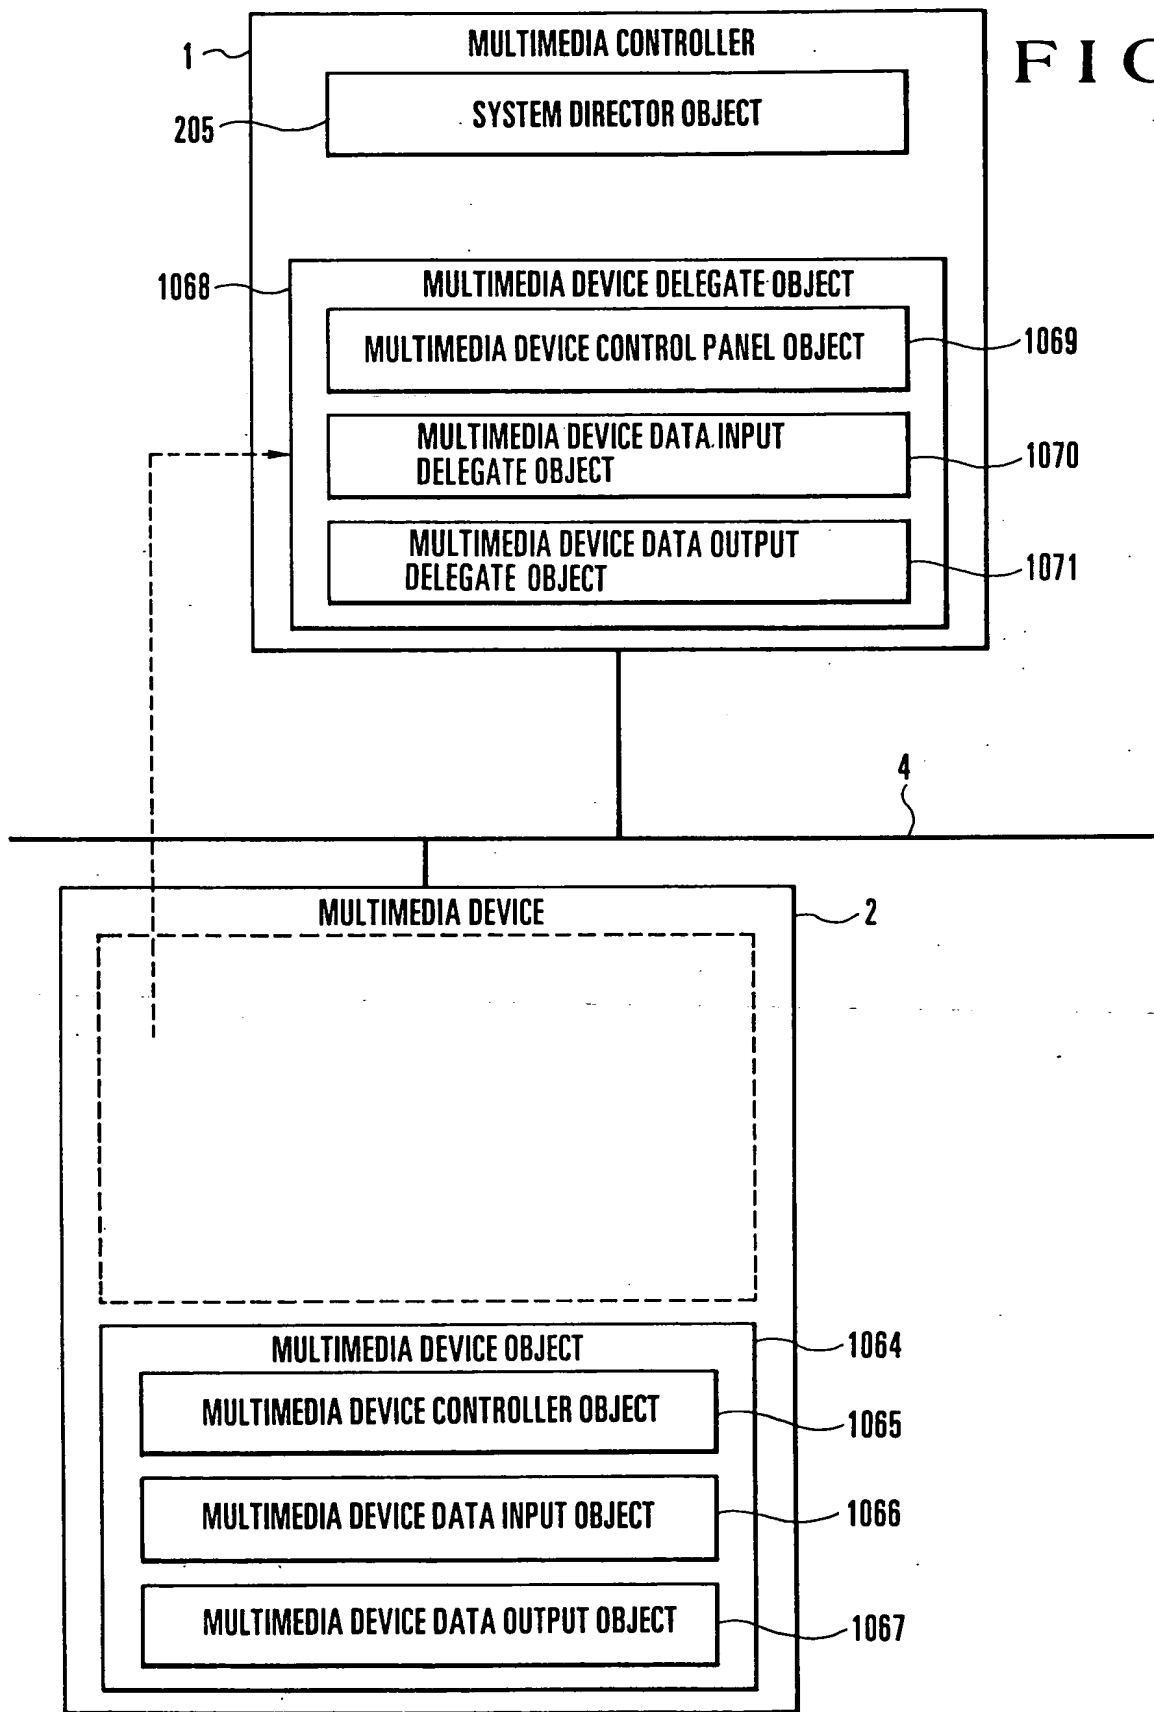 MULTIMEDIA CONTROLLER
FIG
1
SYSTEM DIRECTOR OBJECT
205
1068
MULTIMEDIA DEVICE DELEGATE OBJECT
MULTIMEDIA DEVICE CONTROL PANEL OBJECT
1069
MULTIMEDIA DEVICE DATA INPUT
DELEGATE OBJECT
1070
MULTIMEDIA DEVICE DATA OUTPUT
DELEGATE OBJECT
1071
4
MULTIMEDIA DEVICE
2
MULTIMEDIA DEVICE OBJECT
1064
MULTIMEDIA DEVICE CONTROLLER OBJECT
1065
MULTIMEDIA DEVICE DATA INPUT OBJECT
1066
MULTIMEDIA DEVICE DATA OUTPUT OBJECT
1067